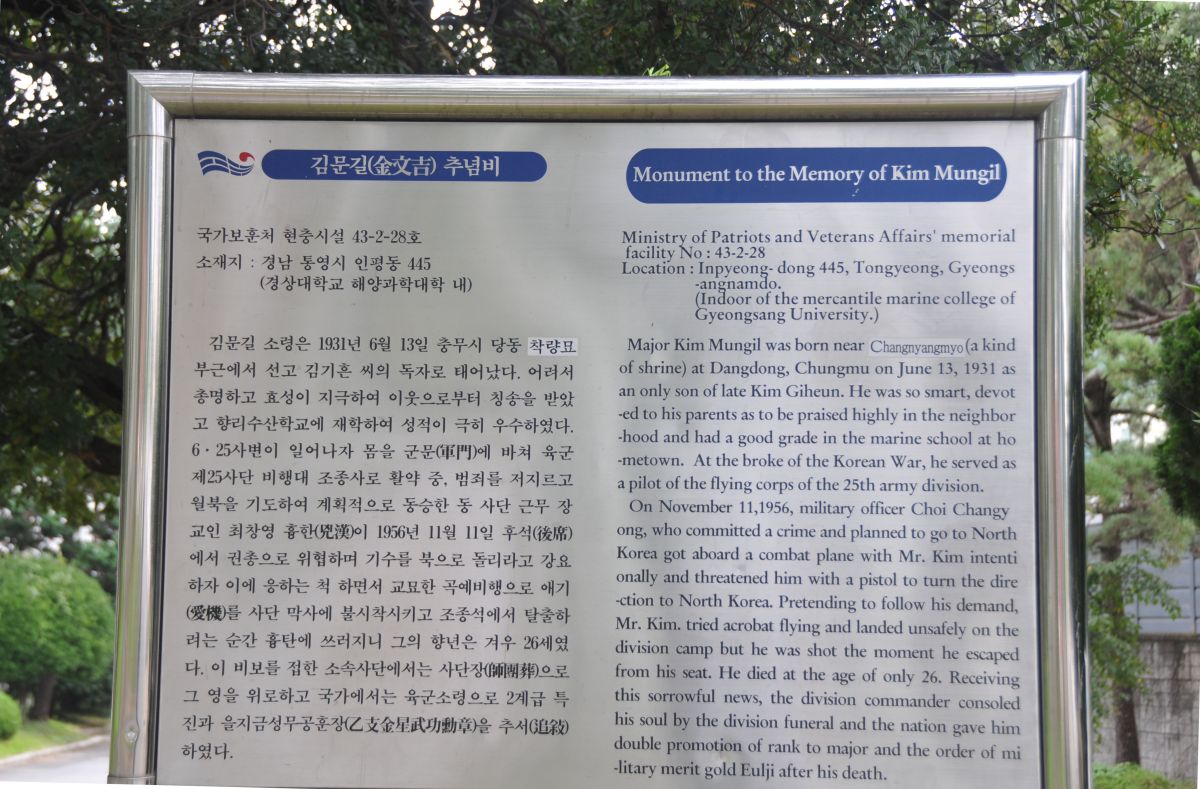 김문길(金文吉) 추념비
국가보훈처 현충시설 43-2-28호
소재지 : 경남 통영시 인평동 445
(경상대학교 해양과학대학 내)
김문길 소령은 1931년 6월 13일 충무시 당동 착량묘
부근에서 선고 김기흔 씨의 독자로 태어났다. 어려서
총명하고 효성이 지극하여 이웃으로부터 칭송을 받았
고 향리수산학교에 재학하여 성적이 극히 우수하였다.
6·25사변이 일어나자 몸을 군문(軍門)에 바쳐 육군
제25사단 비행대 조종사로 활약 중, 범죄를 저지르고
월북을 기도하여 계획적으로 동승한 동 사단 근무 장
교인 최창영 흉한(兇漢)이 1956년 11월 11일 후석(後席)
에서 권총으로 위협하며 기수를 북으로 돌리라고 강요
하자 이에 응하는 척 하면서 교묘한 곡예비행으로 애기
(愛機)를 사단 막사에 불시착시키고 조종석에서 탈출하
려는 순간 흉탄에 쓰러지니 그의 향년은 겨우 26세였
다. 이 비보를 접한 소속사단에서는 사단장(師團葬)으로
그 영을 위로하고 국가에서는 육군소령으로 2계급 특
진과 을지금성무공훈장(乙支金星武功勳章)을 추서(追敍)
하였다.
Monument to the Memory of Kim Mungil
Ministry of Patriots and Veterans Affairs' memorial
facility No : 43-2-28
Location : Inpyeong- dong 445, Tongyeong, Gyeongs
-angnamdo.
(Indoor of the mercantile marine college of
Gyeongsang University.)
Major Kim Mungil was born near Changnyangmyo(a kind
of shrine) at Dangdong, Chungmu on June 13, 1931 as
an only son of late Kim Giheun. He was so smart, devot
-ed to his parents as to be praised highly in the neighbor
-hood and had a good grade in the marine school at ho
-metown. At the broke of the Korean War, he served as
a pilot of the flying corps of the 25th army division.
On November 11,1956, military officer Choi Changy
ong, who committed a crime and planned to go to North
Korea got aboard a combat plane with Mr. Kim intenti
onally and threatened him with a pistol to turn the dire
-ction to North Korea. Pretending to follow his demand,
Mr. Kim. tried acrobat flying and landed unsafely on the
division camp but he was shot the moment he escaped
from his seat. He died at the age of only 26. Receiving
this sorrowful news, the division commander consoled
his soul by the division funeral and the nation gave him
double promotion of rank to major and the order of mi
-litary merit gold Eulji after his death.